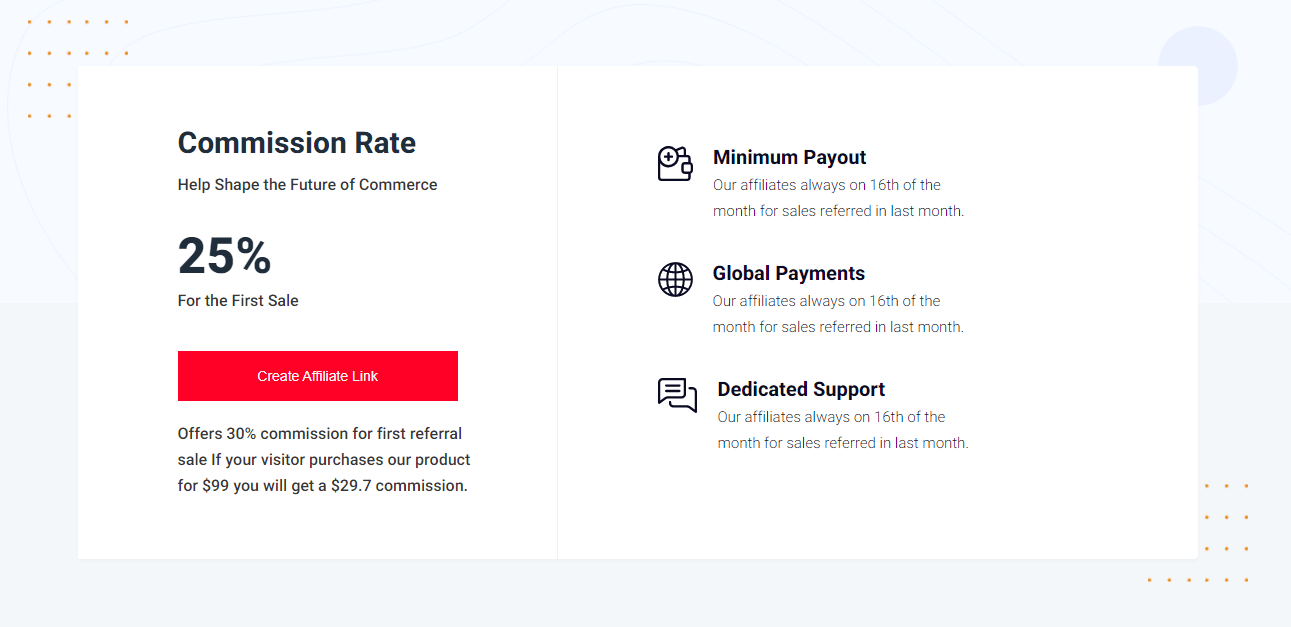 Commission Rate
Help Shape the Future of Commerce
25%
For the First Sale
Create Affiliate Link
Offers 30% commission for first referral
sale If your visitor purchases our product
for $99 you will get a $29.7 commission.
Minimum Payout
Our affiliates always on 16th of the
month for sales referred in last month.
Global Payments
Our affiliates always on 16th of the
month for sales referred in last month.
Dedicated Support
Our affiliates always on 16th of the
month for sales referred in last month.